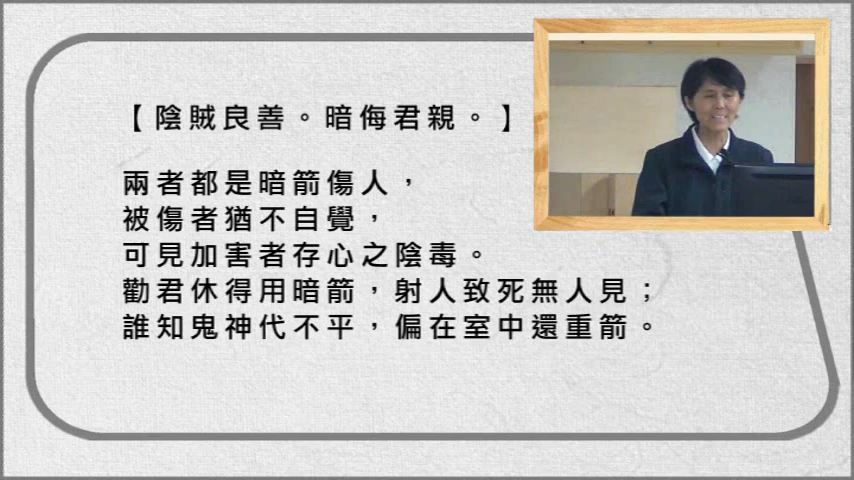 【陰賊良善。暗侮君親。】
兩者都是暗箭傷人，
被傷者猶不自覺，
可見加害者存心之陰毒。
勸君休得用暗箭，射人致死無人見；
誰知鬼神代不平，偏在室中還重箭。